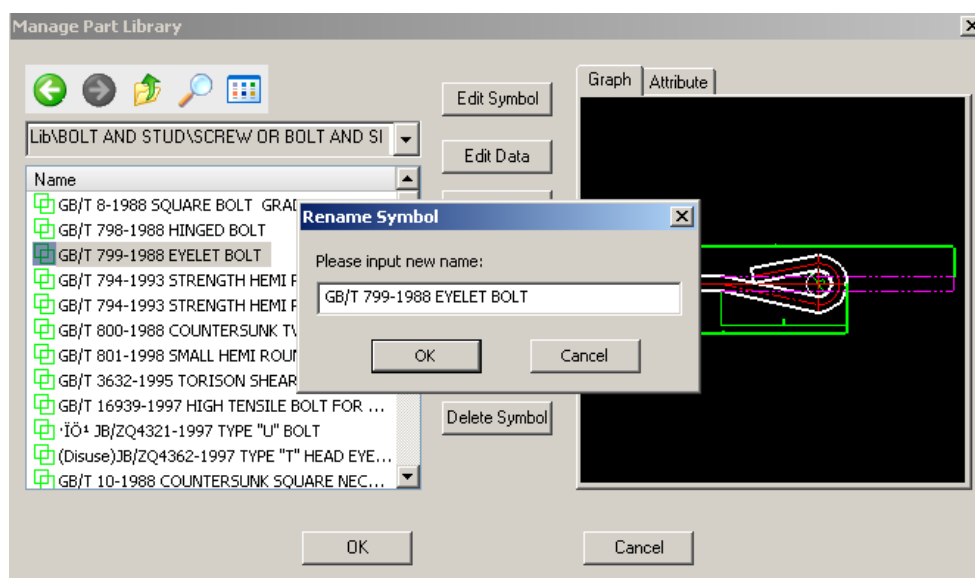 Manage Part Library
Edit Symbol
Graph
Attribute
Lib\BOLT AND STUD\SCREW OR BOLT AND SI
Edit Data
Name
GB/T 8-1988 SQUARE BOLT GRA
GB/T 798-1988 HINGED BOLT
GB/T 799-1988 EYELET BOLT
GB/T 794-1993 STRENGTH HEMI
GB/T 794-1993 STRENGTH HEMI
GB/T 800-1988 COUNTERSUNK
GB/T 801-1998 SMALL HEMI ROU
GB/T 3632-1995 TORISON SHEAR
GB/T 16939-1997 HIGH TENSILE BOLT FOR ...
·ÏÖ¹ JB/ZQ4321-1997 TYPE "U" BOLT
(Disuse)JB/ZQ4362-1997 TYPE "T" HEAD EYE...
GB/T 10-1988 COUNTERSUNK SQUARE NEC...
Rename Symbol
Please input new name:
GB/T 799-1988 EYELET BOLT
OK
Cancel
Delete Symbol
OK
Cancel